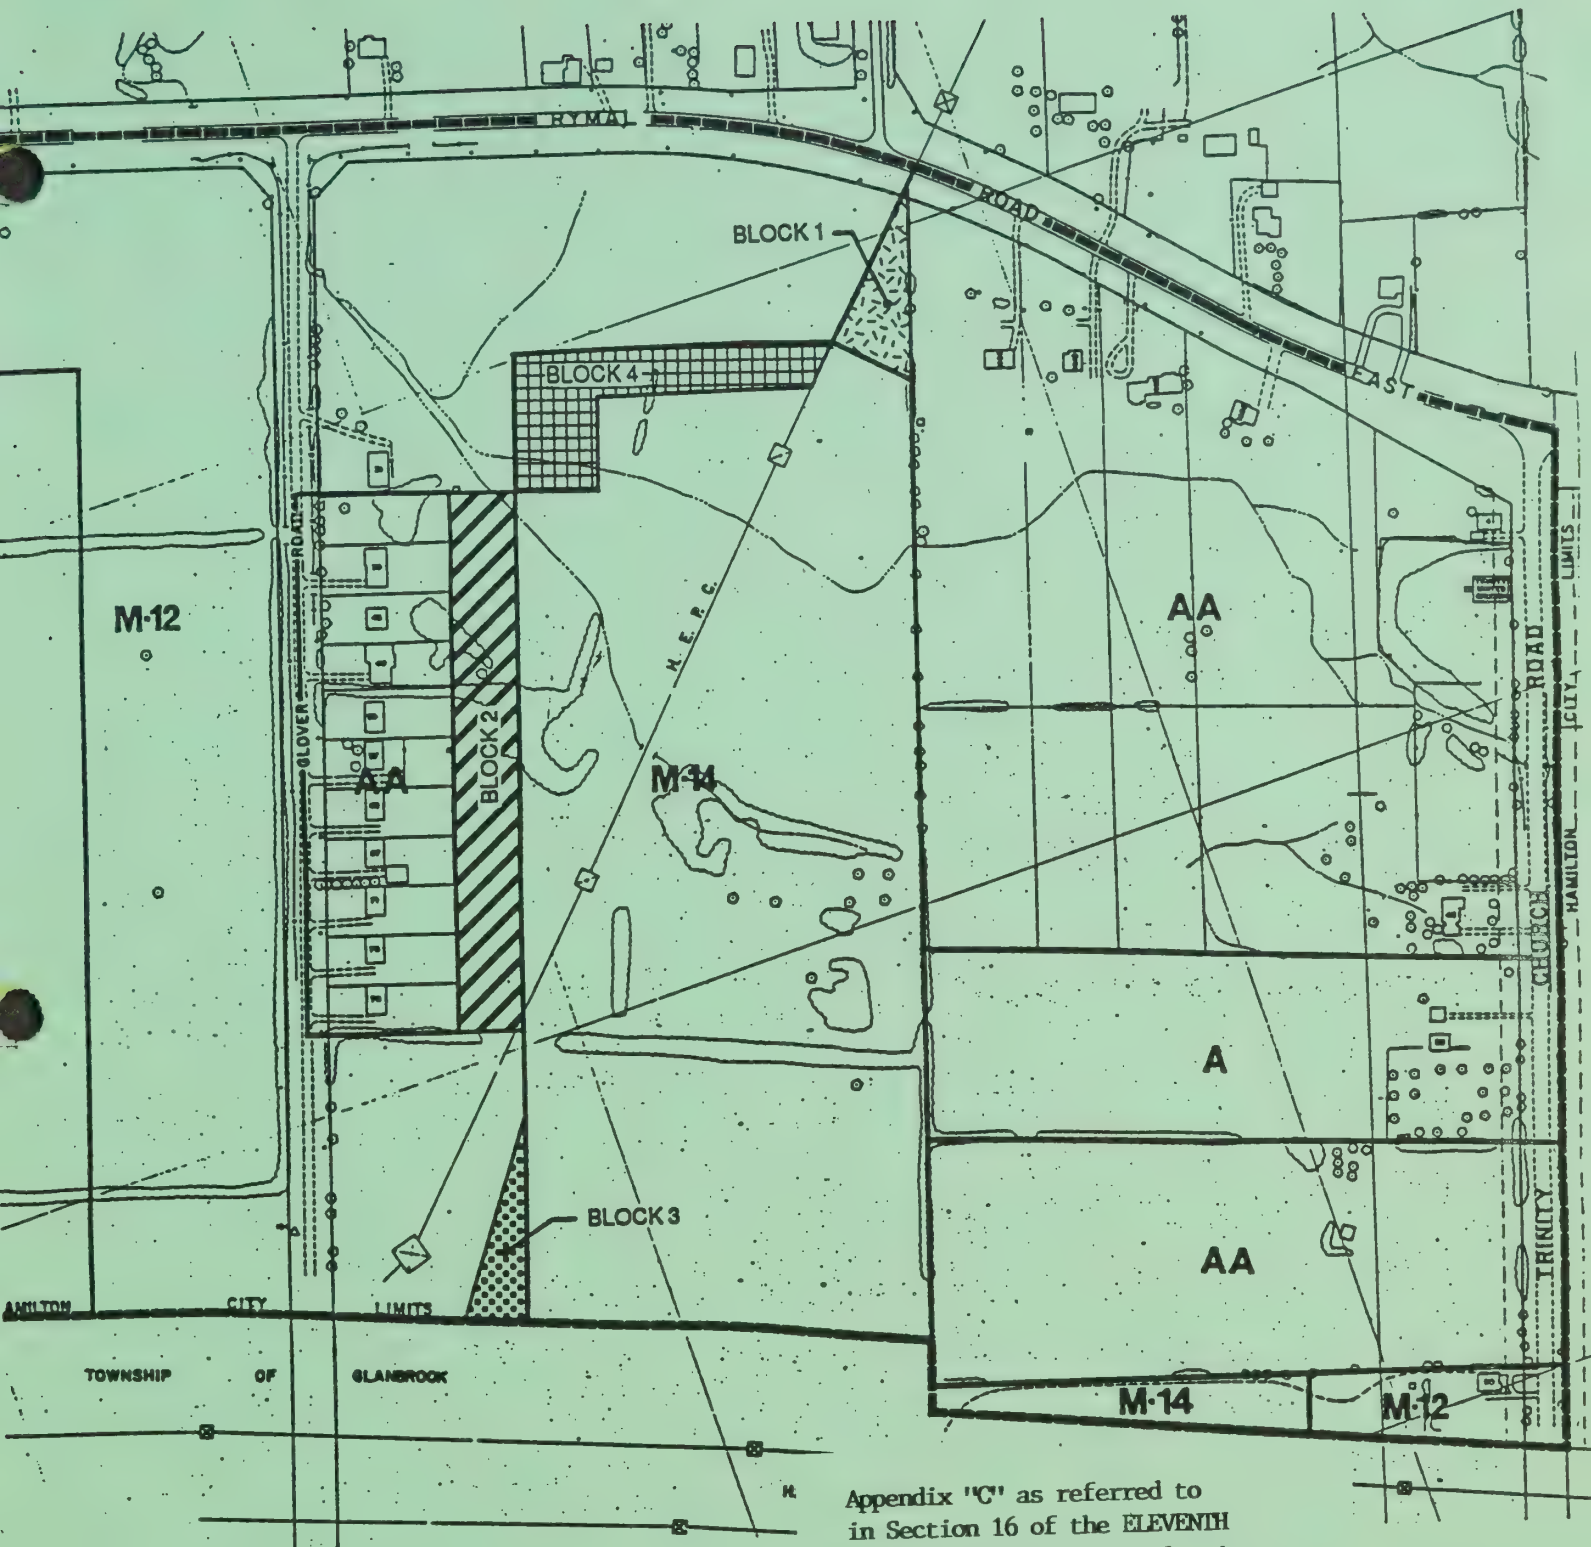 RYMAL
ROAD
BLOCK 1
EAST
BLOCK 4
GLOVER ROAD
LIMITS
M-12
AA
H. E. P. C.
ROAD
CITY
BLOCK 2
AA
M-14
HAMILTON
CHURCH
A
BLOCK 3
TRINITY
AA
AMILTON CITY LIMITS
TOWNSHIP OF GLANBROOK
M-14
M-12
H.
Appendix "C" as referred to
in Section 16 of the ELEVENTH